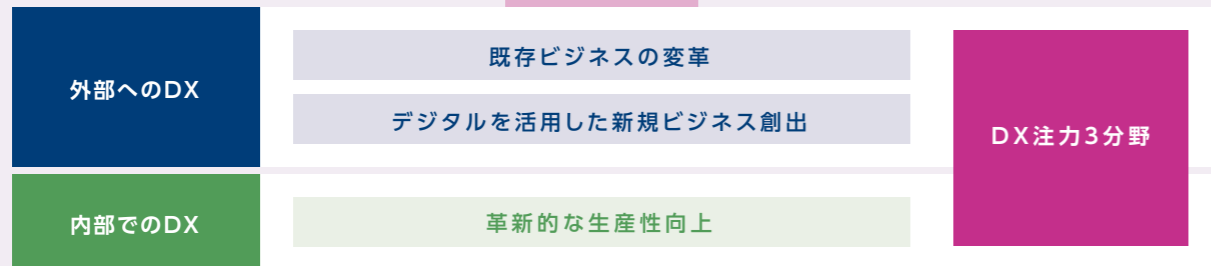 外部へのDX
既存ビジネスの変革
デジタルを活用した新規ビジネス創出
DX注力3分野
内部でのDX
革新的な生産性向上